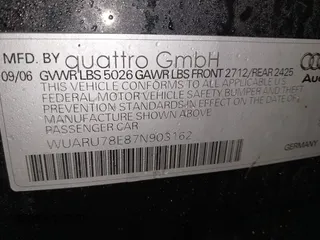 MFD. BY quattro GmbH
09/06 GVWR LBS 5026 GAWR LBS FRONT 2712/REAR 2425
THIS VEHICLE CONFORMS TO ALL APPLICABLE
FEDERAL MOTOR VEHICLE SAFETY, BUMPER AND THEFT
PREVENTION STANDARDS IN EFFECT ON THE DATE OF
MANUFACTURE SHOWN ABOVE
PASSENGER CAR
WUARU78E87N903162
Au